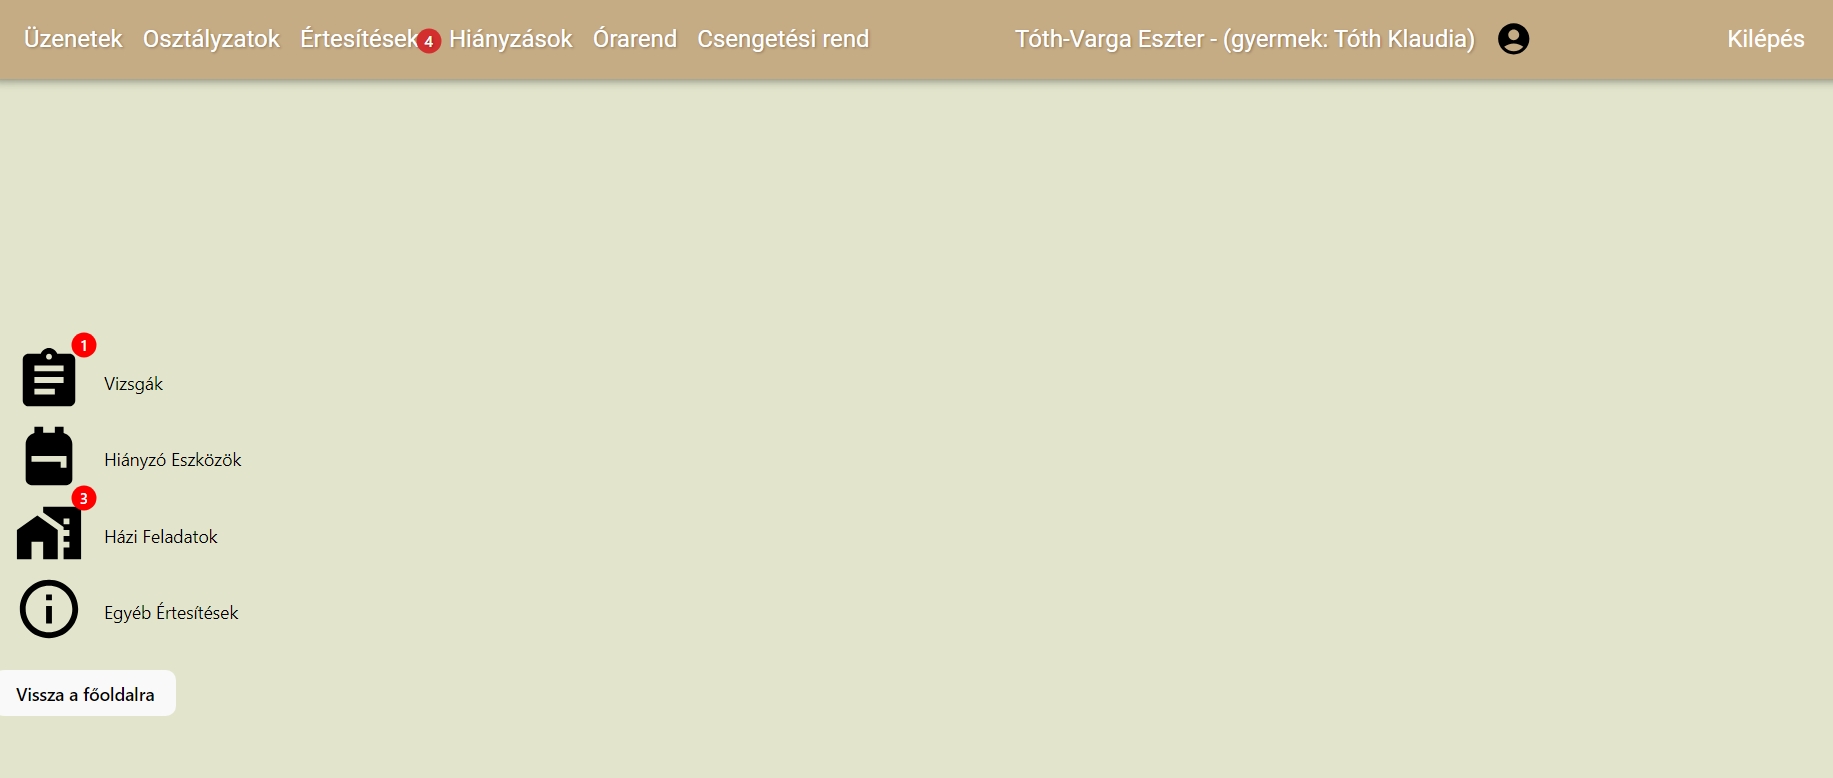 Üzenetek Osztályzatok Értesítések 4 Hiányzások Órarend Csengetési rend Tóth-Varga Eszter - (gyermek: Tóth Klaudia) Kilépés
1
Vizsgák
Hiányzó Eszközök
3
Házi Feladatok
Egyéb Értesítések
Vissza a főoldalra